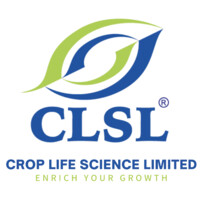 CLSL®
CROP LIFE SCIENCE LIMITED
ENRICH YOUR GROWTH